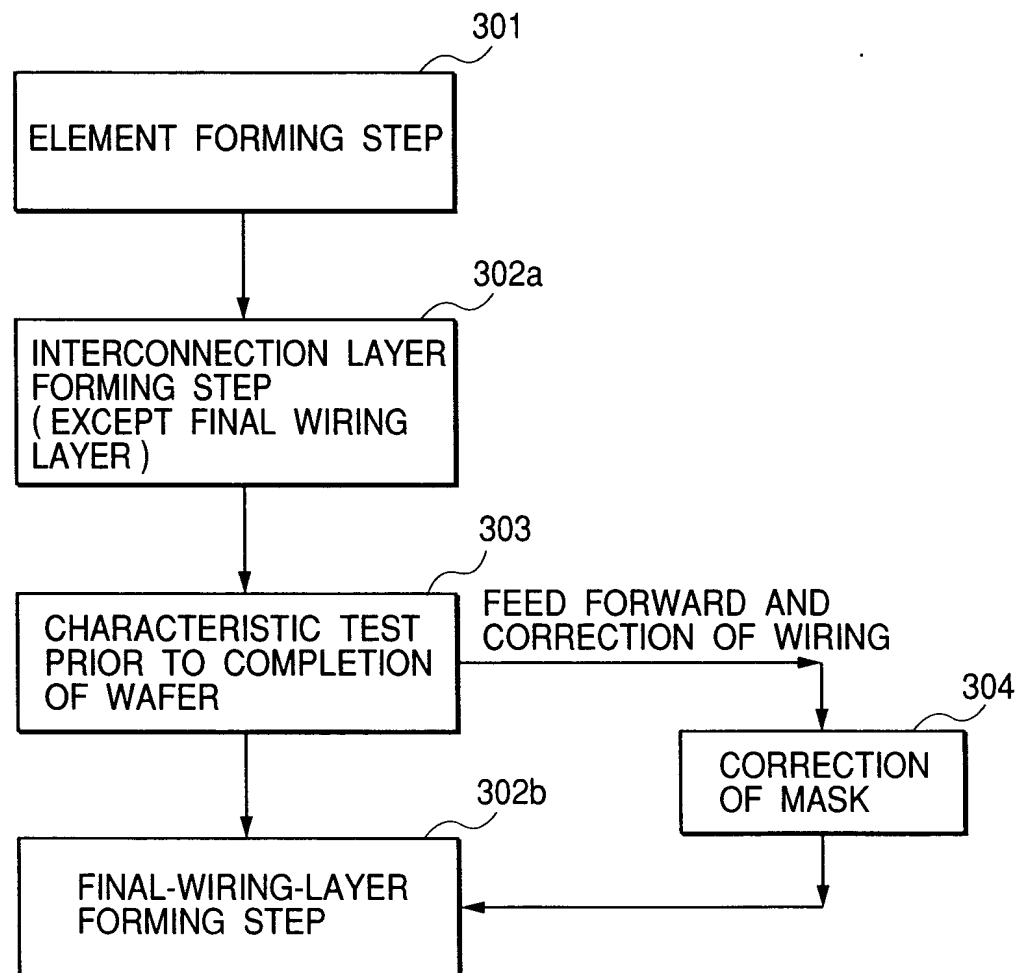 301
ELEMENT FORMING STEP
302a
INTERCONNECTION LAYER
FORMING STEP
(EXCEPT FINAL WIRING
LAYER)
303
CHARACTERISTIC TEST
PRIOR TO COMPLETION
OF WAFER
FEED FORWARD AND
CORRECTION OF WIRING
304
CORRECTION
OF MASK
302b
FINAL-WIRING-LAYER
FORMING STEP